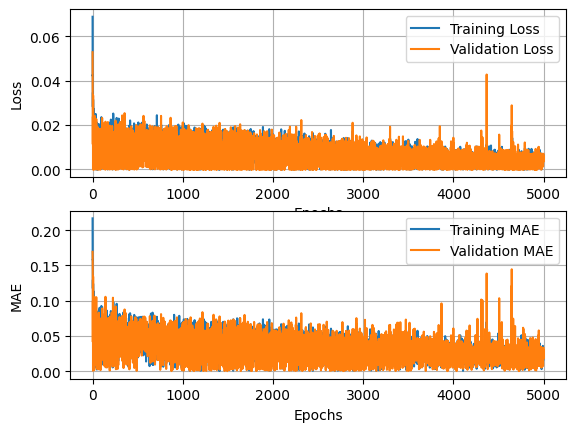 0.06
0.04
0.02
0.00
Loss
Training Loss
Validation Loss
0 1000 2000 3000 4000 5000
Epochs
0.20
0.15
0.10
0.05
0.00
MAE
Training MAE
Validation MAE
0 1000 2000 3000 4000 5000
Epochs